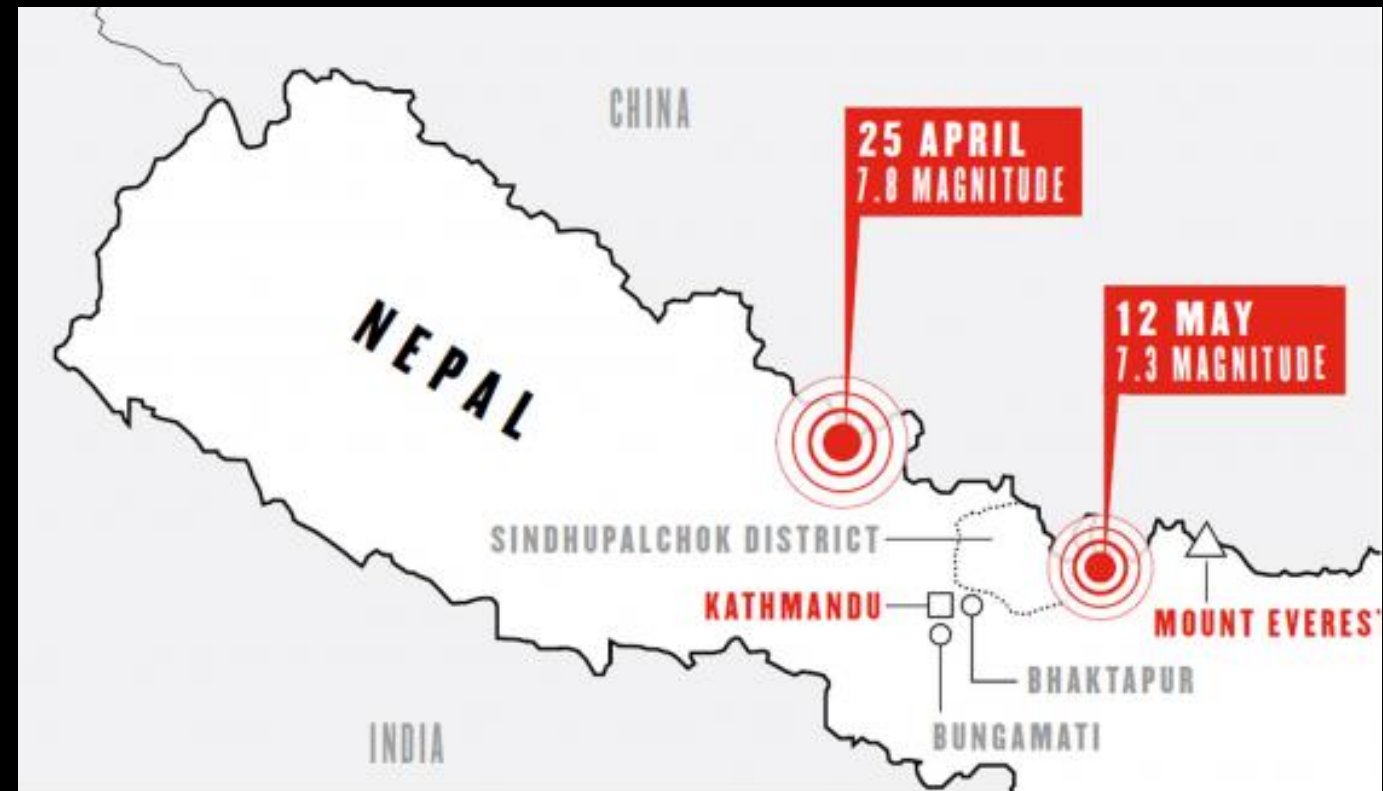 CHINA
25 APRIL
7.8 MAGNITUDE
12 MAY
7.3 MAGNITUDE
NEPAL
SINDHUPALCHOK DISTRICT
KATHMANDU
MOUNT EVERES
BHAKTAPUR
BUNGAMATI
INDIA